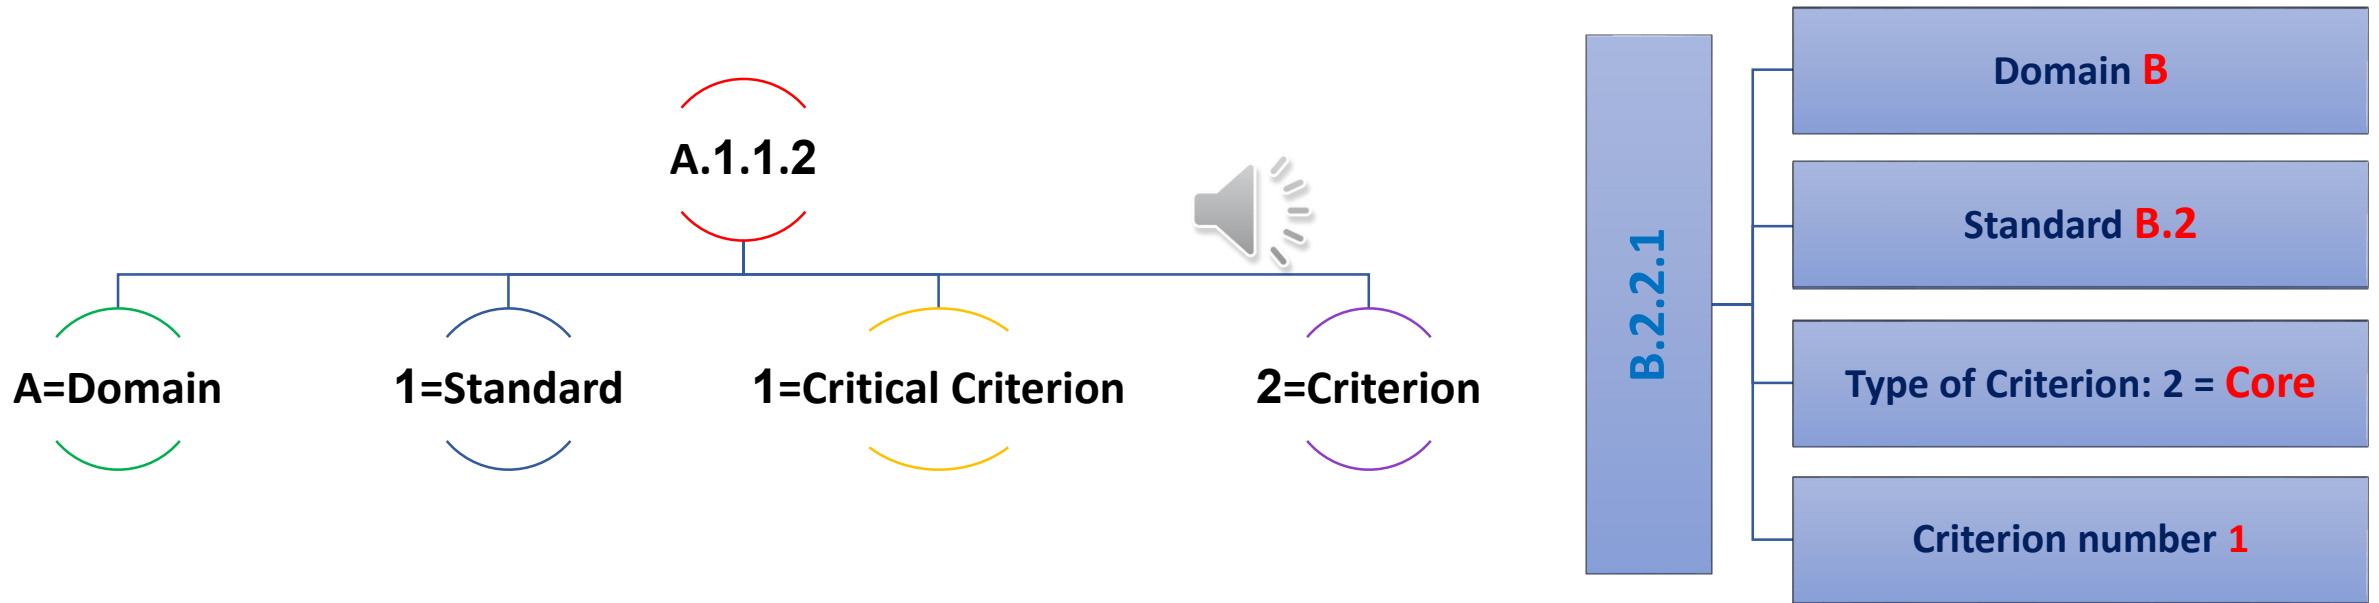 A.1.1.2
A=Domain
1=Standard
1=Critical Criterion
2=Criterion
B.2.2.1
Domain B
Standard B.2
Type of Criterion: 2 = Core
Criterion number 1